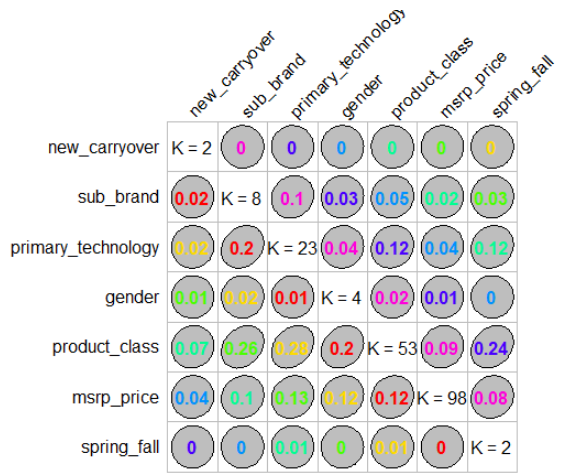 new_carryover
sub_brand
primary_technology
gender
product_class
msrp_price
spring_fall
new_carryover K = 2 0 0 0 0 0 0
sub_brand 0.02 K = 8 0.1 0.03 0.05 0.02 0.03
primary_technology 0.02 0.2 K = 23 0.04 0.12 0.04 0.12
gender 0.01 0.02 0.01 K = 4 0.02 0.01 0
product_class 0.07 0.26 0.28 0.2 K = 53 0.09 0.24
msrp_price 0.04 0.1 0.13 0.12 0.12 K = 98 0.08
spring_fall 0 0 0.01 0 0.01 0 K = 2